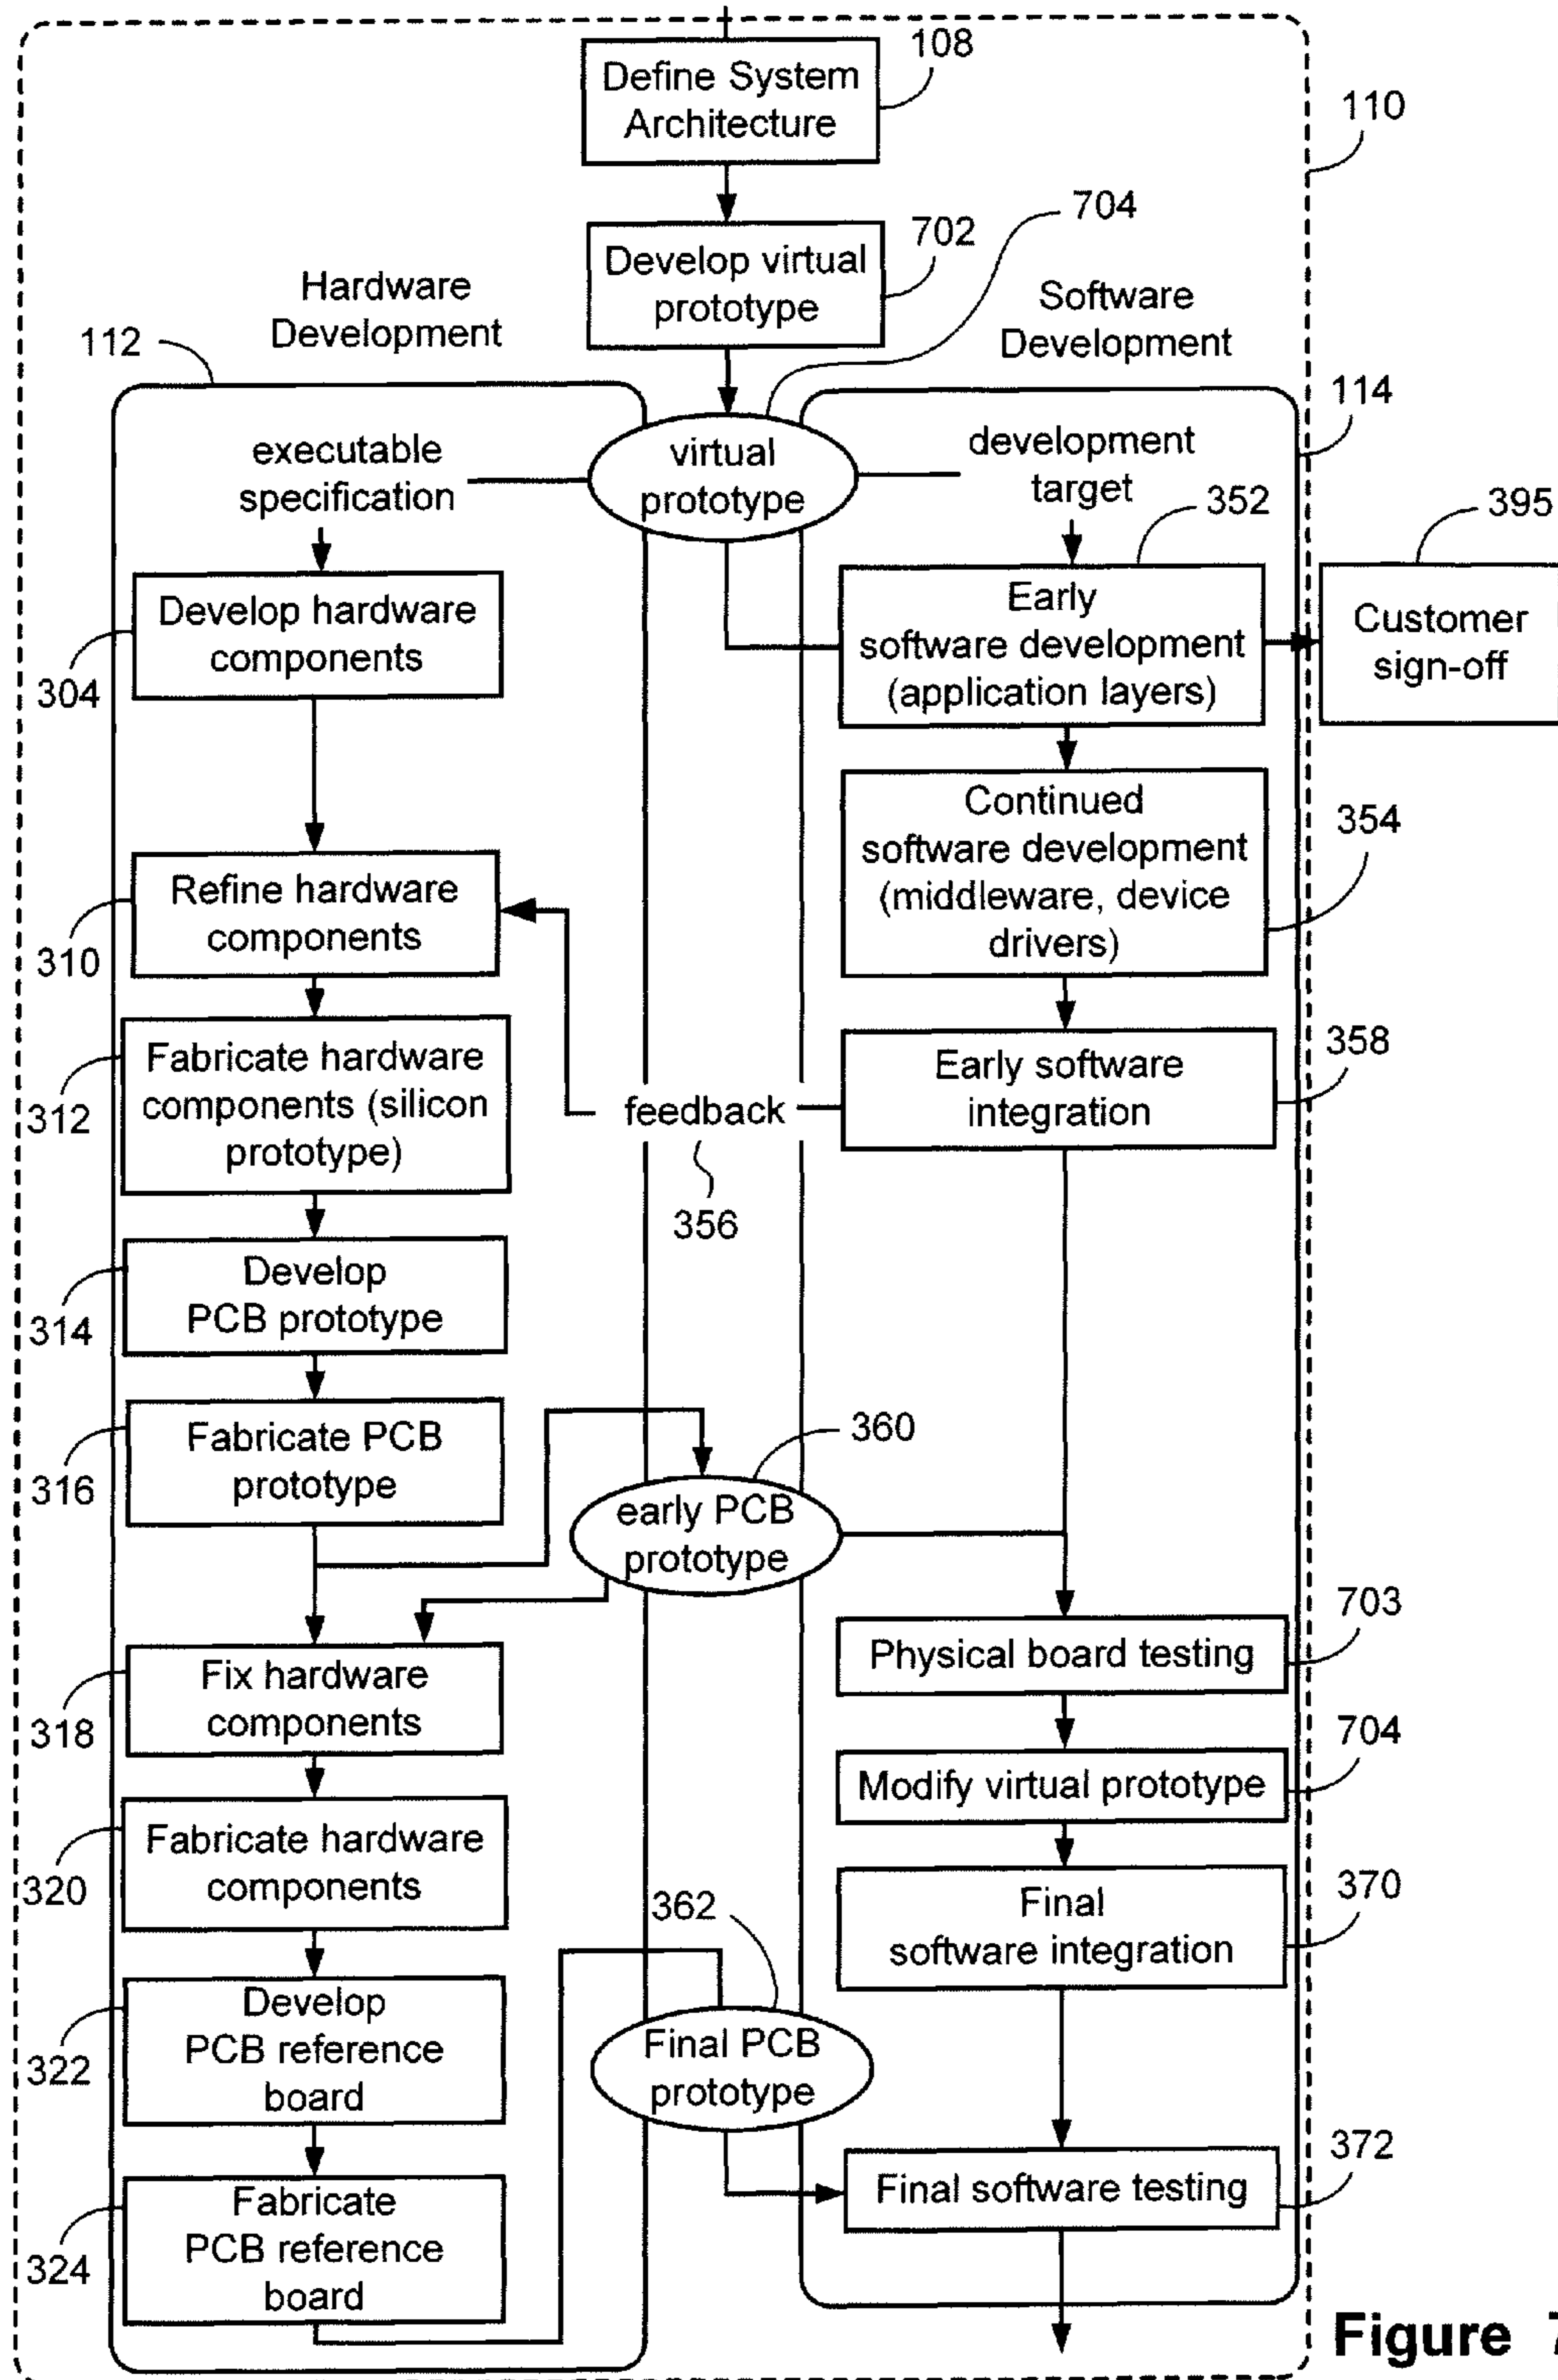 108
Define System
Architecture
110
704
702
Develop virtual
prototype
Hardware
Development
Software
Development
112
114
executable
specification
virtual
prototype
development
target
352
395
Develop hardware
components
304
Early
software development
(application layers)
Customer
sign-off
Continued
software development
(middleware, device
drivers)
354
Refine hardware
components
310
358
Early software
integration
Fabricate hardware
components (silicon
prototype)
312
feedback
356
Develop
PCB prototype
314
Fabricate PCB
prototype
316
360
early PCB
prototype
703
Physical board testing
Fix hardware
components
318
704
Modify virtual prototype
Fabricate hardware
components
320
362
370
Final
software integration
Develop
PCB reference
board
322
Final PCB
prototype
372
Final software testing
Fabricate
PCB reference
board
324
Figure 7